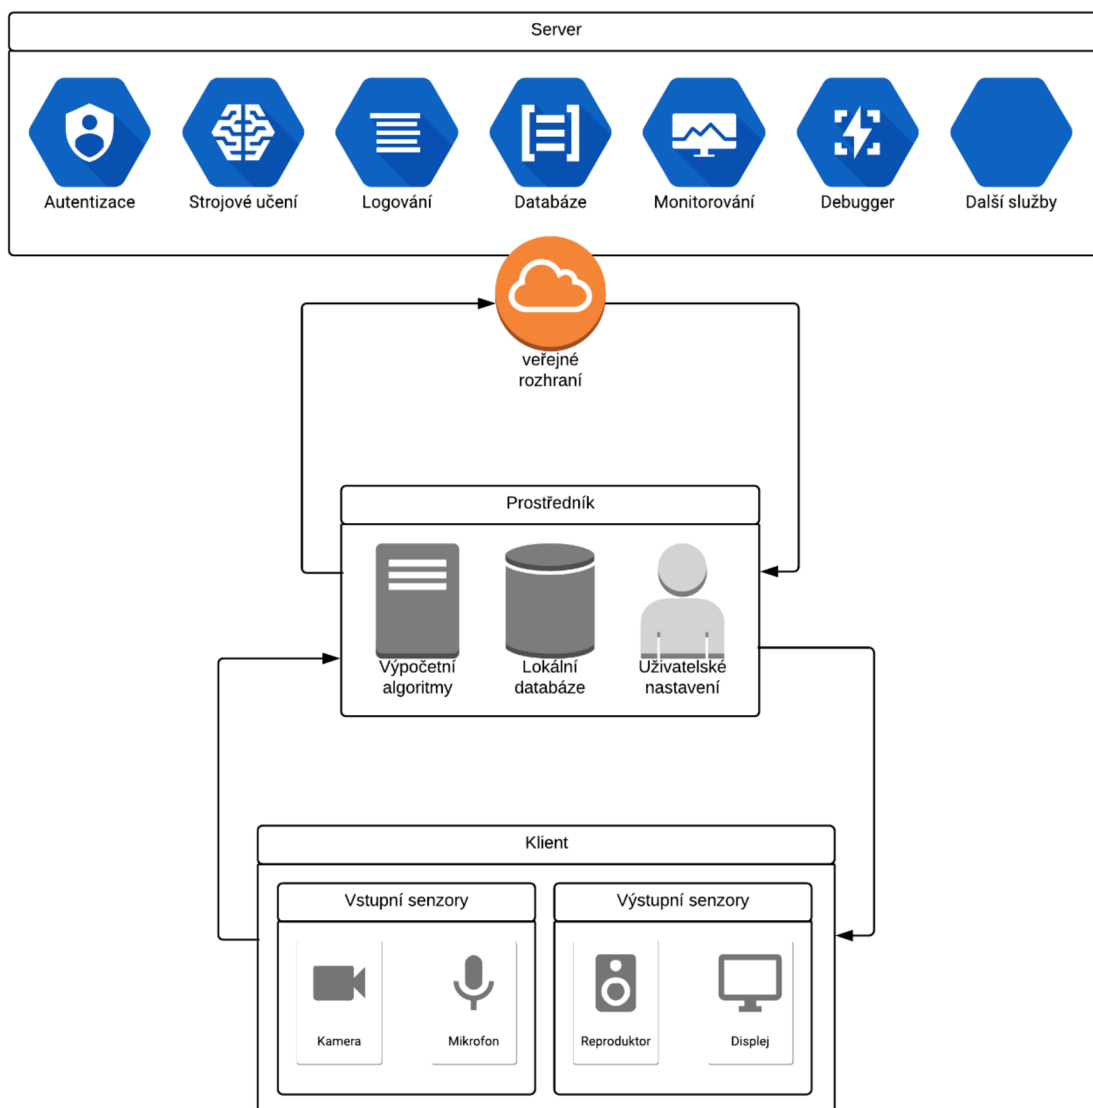 Server
Autentizace
Strojové učení
Logování
Databáze
Monitorování
Debugger
Další služby
veřejné
rozhraní
Prostředník
Výpočetní
algoritmy
Lokální
databáze
Uživatelské
nastavení
Klient
Vstupní senzory
Kamera
Mikrofon
Výstupní senzory
Reproduktor
Displej